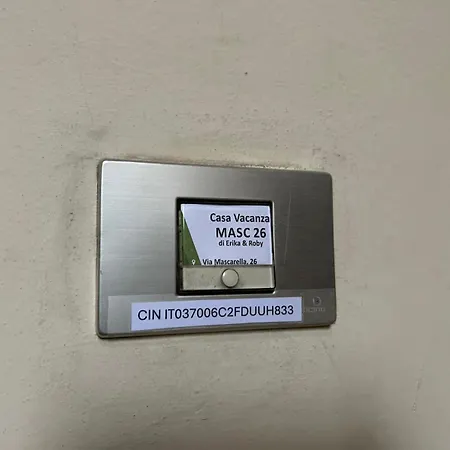 Casa Vacanza
MASC 26
di Erika & Roby
Via Mascarella, 26
CIN IT037006C2FDUUH833